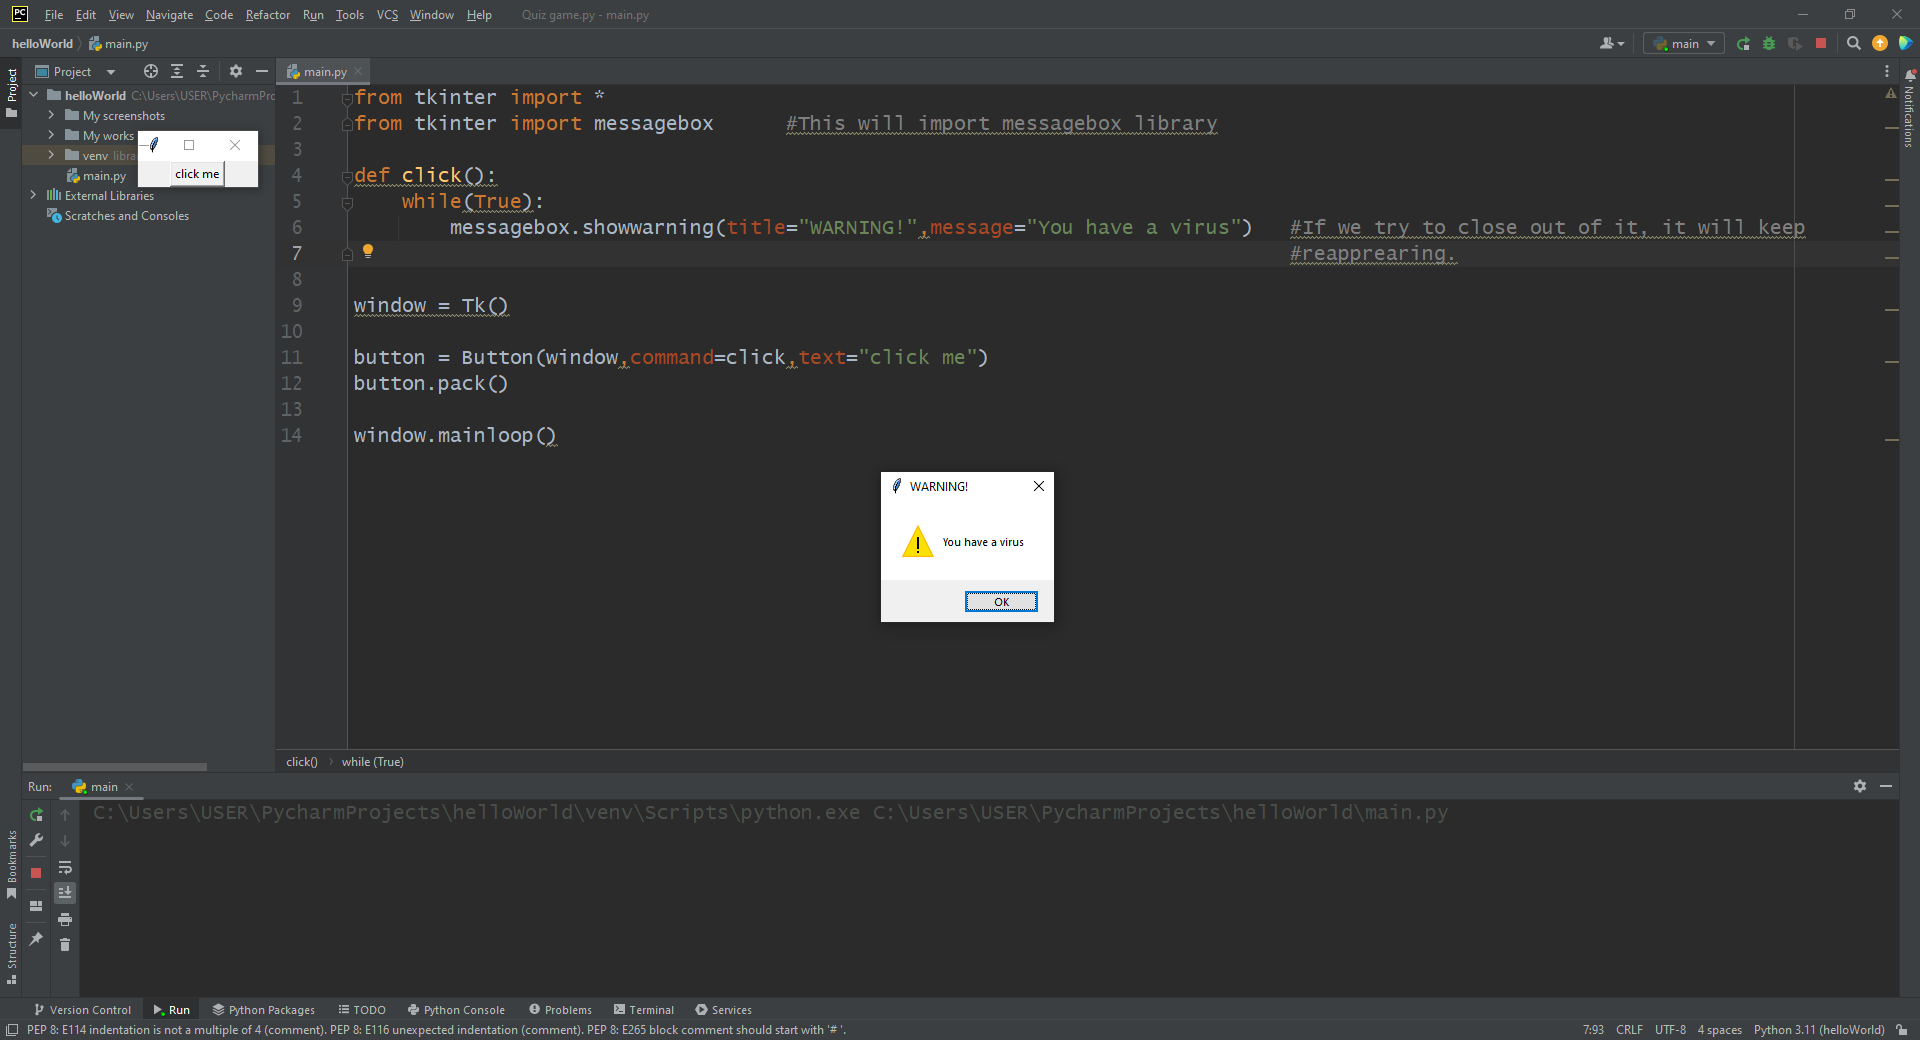 PC File Edit View Navigate Code Refactor Run Tools VCS Window Help Quiz game.py - main.py
helloWorld main.py main
Project
Project main.py
helloWorld C:\Users\USER\PycharmPro
My screenshots
My works
venv libra
main.py
External Libraries
Scratches and Consoles
click me
Notifications
1 from tkinter import *
2 from tkinter import messagebox #This will import messagebox library
3
4 def click():
5 while(True):
6 messagebox.showwarning(title="WARNING!",message="You have a virus") #If we try to close out of it, it will keep
7 #reapprearing.
8
9 window = Tk()
10
11 button = Button(window,command=click,text="click me")
12 button.pack()
13
14 window.mainloop()
WARNING!
You have a virus
OK
click() while (True)
Run: main
C:\Users\USER\PycharmProjects\helloWorld\venv\Scripts\python.exe C:\Users\USER\PycharmProjects\helloWorld\main.py
Bookmarks
Structure
Version Control Run Python Packages TODO Python Console Problems Terminal Services
PEP 8: E114 indentation is not a multiple of 4 (comment). PEP 8: E116 unexpected indentation (comment). PEP 8: E265 block comment should start with '# '. 7:93 CRLF UTF-8 4 spaces Python 3.11 (helloWorld)